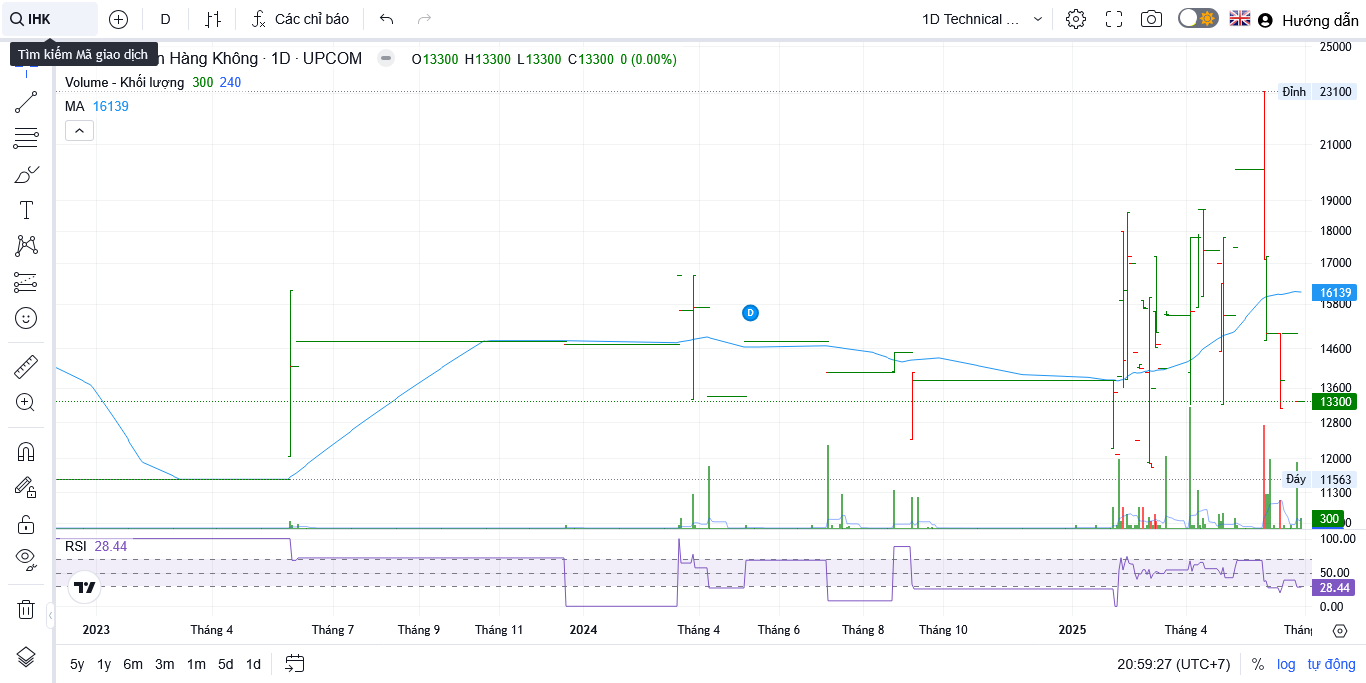 IHK
D
Các chỉ báo
1D Technical ...
Hướng dẫn
Tìm kiếm Mã giao dịch
n Hàng Không · 1D · UPCOM
O13300 H13300 L13300 C13300 0 (0.00%)
Volume - Khối lượng 300 240
MA 16139
25000
Đỉnh 23100
21000
19000
18000
17000
16139
15800
14600
13600
13300
12800
12000
Đáy 11563
11300
300
D
RSI 28.44
100.00
50.00
28.44
0.00
2023 Tháng 4 Tháng 7 Tháng 9 Tháng 11 2024 Tháng 4 Tháng 6 Tháng 8 Tháng 10 2025 Tháng 4 Thán
5y 1y 6m 3m 1m 5d 1d
20:59:27 (UTC+7) % log tự động